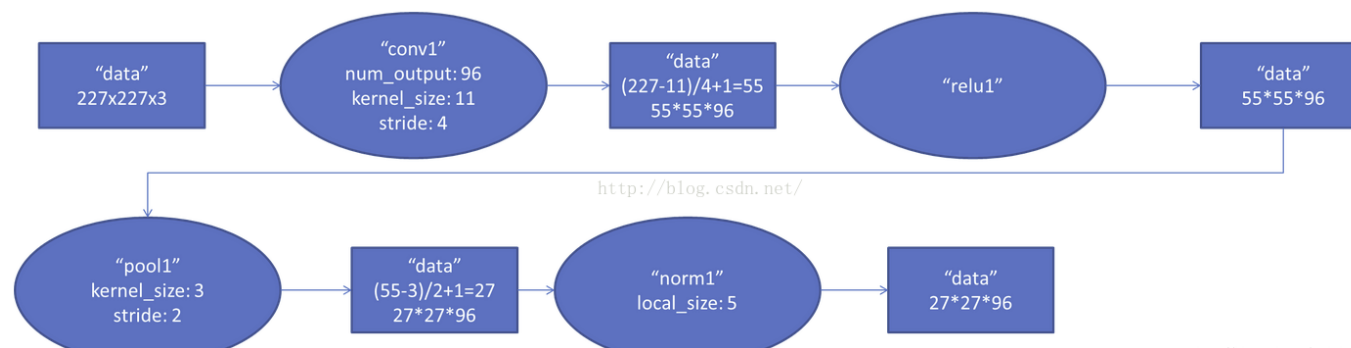 “data”
227x227x3
“conv1”
num_output: 96
kernel_size: 11
stride: 4
“data”
(227-11)/4+1=55
55*55*96
“relu1”
“data”
55*55*96
http://blog.csdn.net/
“pool1”
kernel_size: 3
stride: 2
“data”
(55-3)/2+1=27
27*27*96
“norm1”
local_size: 5
“data”
27*27*96